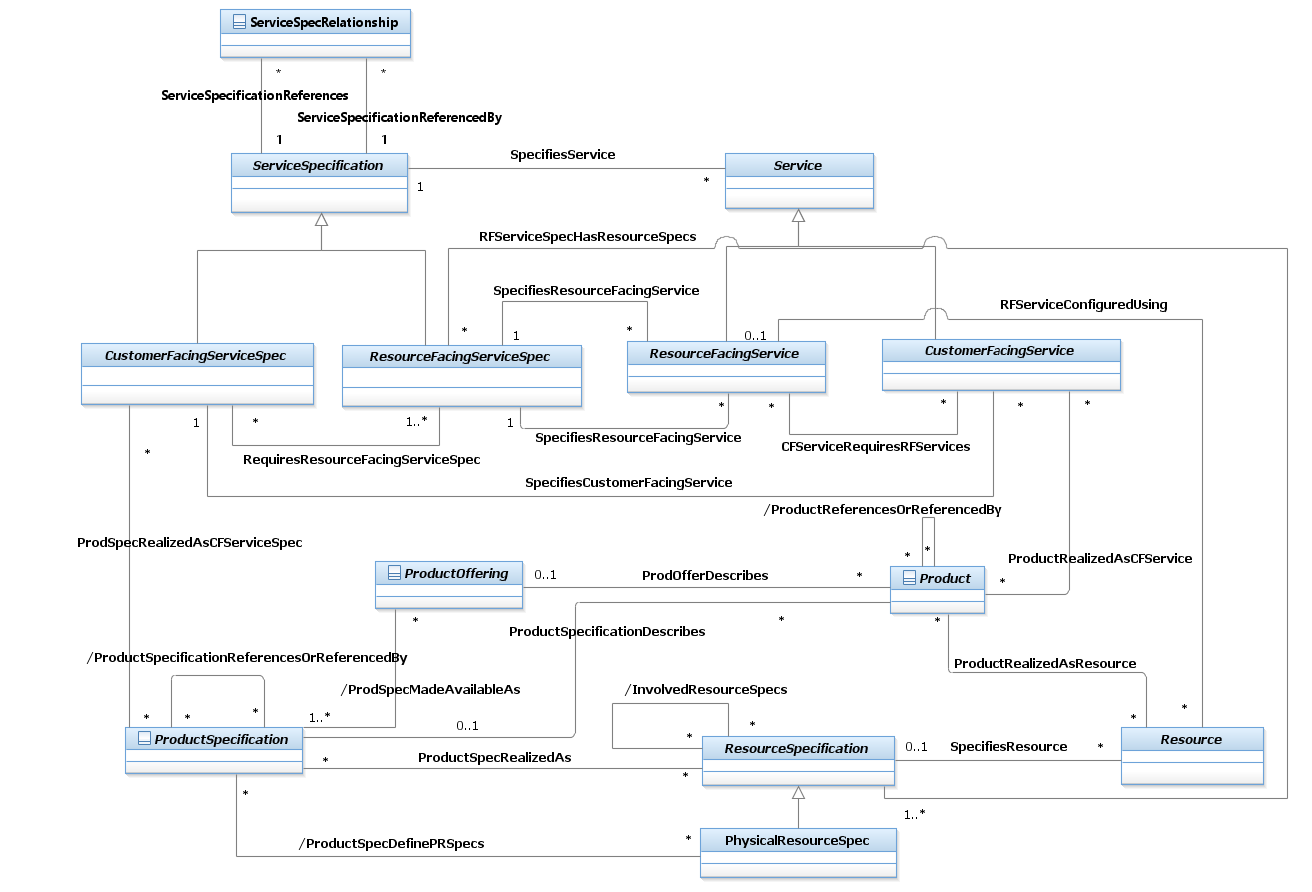 ServiceSpecRelationship
* *
ServiceSpecificationReferences
ServiceSpecificationReferencedBy
1 1
ServiceSpecification
SpecifiesService
Service
1 *
RFServiceSpecHasResourceSpecs
SpecifiesResourceFacingService
RFServiceConfiguredUsing
* 1 * 0..1
CustomerFacingServiceSpec
ResourceFacingServiceSpec
ResourceFacingService
CustomerFacingService
* * * * *
1 * 1..* 1
SpecifiesResourceFacingService
CFServiceRequiresRFServices
*
RequiresResourceFacingServiceSpec
SpecifiesCustomerFacingService
/ProductReferencesOrReferencedBy
ProdSpecRealizedAsCFServiceSpec
* *
ProductRealizedAsCFService
ProductOffering
0..1
ProdOfferDescribes
*
Product
*
* * *
ProductSpecificationDescribes
/ProductSpecificationReferencesOrReferencedBy
ProductRealizedAsResource
/ProdSpecMadeAvailableAs
/InvolvedResourceSpecs
* * * 1..* 0..1 * * *
ProductSpecification
*
ResourceSpecification
0..1
SpecifiesResource
*
Resource
* ProductSpecRealizedAs *
*
1..*
/ProductSpecDefinePRSpecs
*
PhysicalResourceSpec